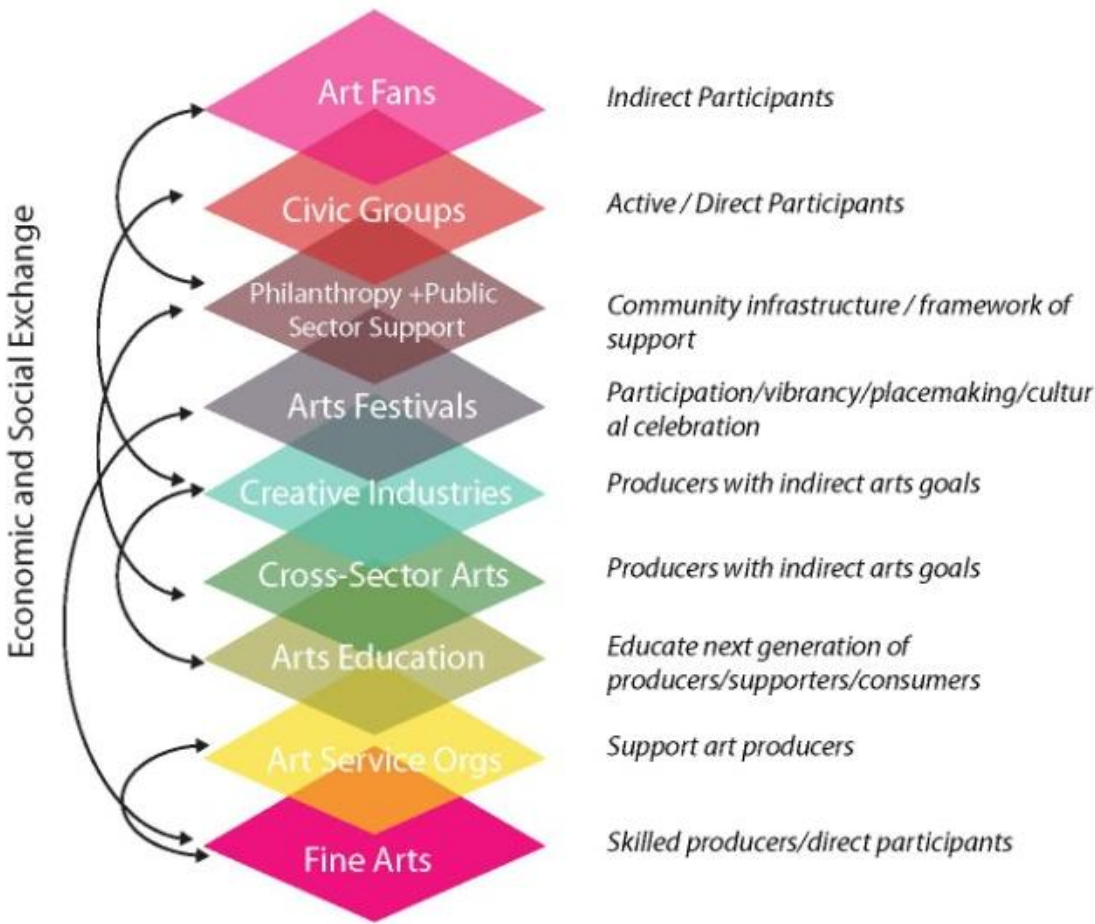 Economic and Social Exchange
Art Fans
Indirect Participants
Civic Groups
Active / Direct Participants
Philanthropy +Public
Sector Support
Community infrastructure / framework of
support
Arts Festivals
Participation/vibrancy/placemaking/cultur
al celebration
Creative Industries
Producers with indirect arts goals
Cross-Sector Arts
Producers with indirect arts goals
Arts Education
Educate next generation of
producers/supporters/consumers
Art Service Orgs
Support art producers
Fine Arts
Skilled producers/direct participants